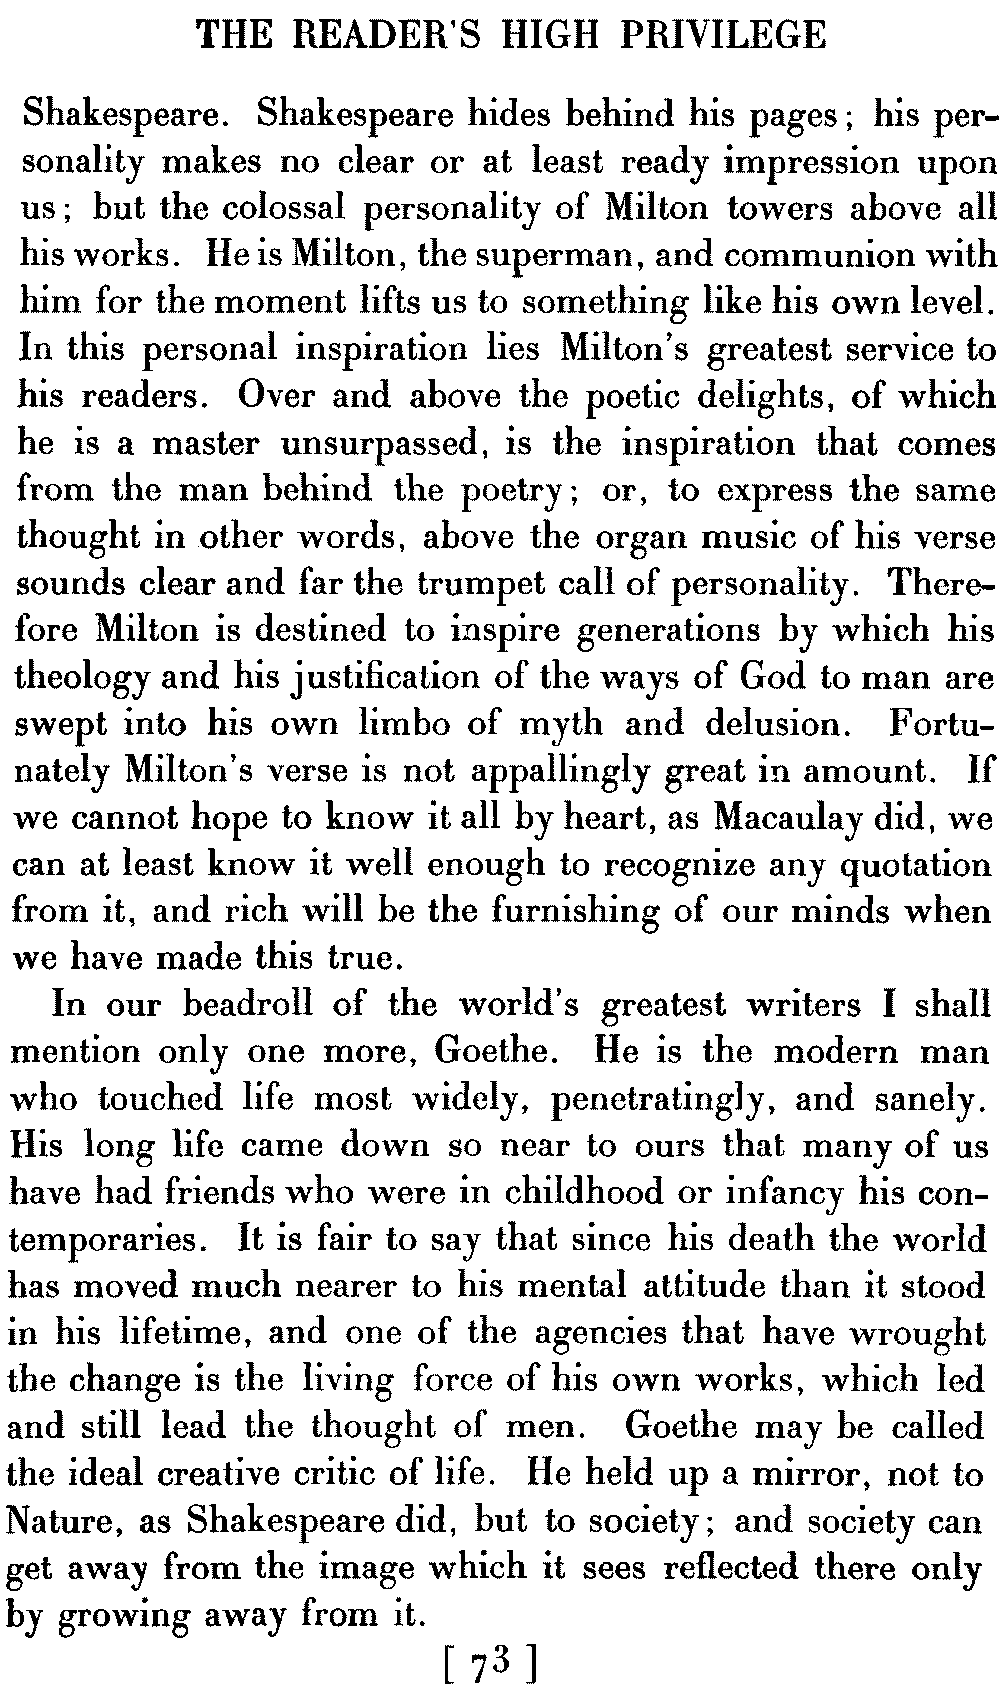 THE READER'S HIGH PRIVILEGE
Shakespeare. Shakespeare hides behind his pages; his per-
sonality makes no clear or at least ready impression upon
us; but the colossal personality of Milton towers above all
his works. He is Milton, the superman, and communion with
him for the moment lifts us to something like his own level.
In this personal inspiration lies Milton's greatest service to
his readers. Over and above the poetic delights, of which
he is a master unsurpassed, is the inspiration that comes
from the man behind the poetry; or, to express the same
thought in other words, above the organ music of his verse
sounds clear and far the trumpet call of personality. There-
fore Milton is destined to inspire generations by which his
theology and his justification of the ways of God to man are
swept into his own limbo of myth and delusion. Fortu-
nately Milton's verse is not appallingly great in amount. If
we cannot hope to know it all by heart, as Macaulay did, we
can at least know it well enough to recognize any quotation
from it, and rich will be the furnishing of our minds when
we have made this true.
In our beadroll of the world's greatest writers I shall
mention only one more, Goethe. He is the modern man
who touched life most widely, penetratingly, and sanely.
His long life came down so near to ours that many of us
have had friends who were in childhood or infancy his con-
temporaries. It is fair to say that since his death the world
has moved much nearer to his mental attitude than it stood
in his lifetime, and one of the agencies that have wrought
the change is the living force of his own works, which led
and still lead the thought of men. Goethe may be called
the ideal creative critic of life. He held up a mirror, not to
Nature, as Shakespeare did, but to society; and society can
get away from the image which it sees reflected there only
by growing away from it.
[ 73 ]